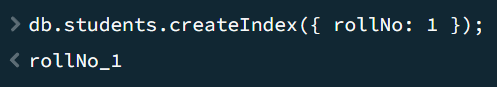 > db.students.createIndex({ rollNo: 1 });
< rollNo_1